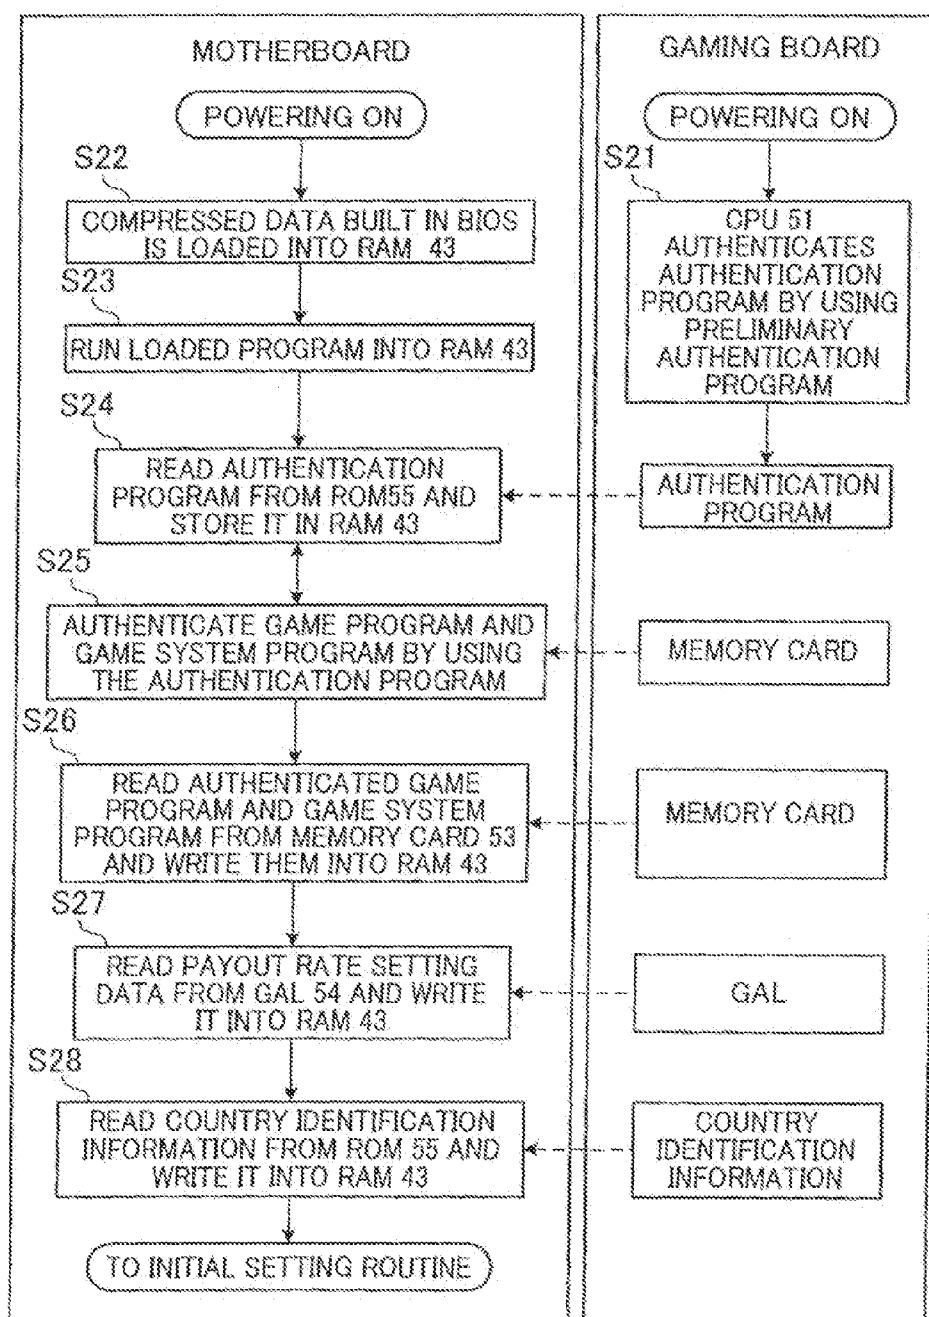 MOTHERBOARD
POWERING ON
S22
COMPRESSED DATA BUILT IN BIOS
IS LOADED INTO RAM 43
S23
RUN LOADED PROGRAM INTO RAM 43
S24
READ AUTHENTICATION
PROGRAM FROM ROM55 AND
STORE IT IN RAM 43
S25
AUTHENTICATE GAME PROGRAM AND
GAME SYSTEM PROGRAM BY USING
THE AUTHENTICATION PROGRAM
S26
READ AUTHENTICATED GAME
PROGRAM AND GAME SYSTEM
PROGRAM FROM MEMORY CARD 53
AND WRITE THEM INTO RAM 43
S27
READ PAYOUT RATE SETTING
DATA FROM GAL 54 AND WRITE
IT INTO RAM 43
S28
READ COUNTRY IDENTIFICATION
INFORMATION FROM ROM 55 AND
WRITE IT INTO RAM 43
TO INITIAL SETTING ROUTINE
GAMING BOARD
POWERING ON
S21
CPU 51
AUTHENTICATES
AUTHENTICATION
PROGRAM BY USING
PRELIMINARY
AUTHENTICATION
PROGRAM
AUTHENTICATION
PROGRAM
MEMORY CARD
MEMORY CARD
GAL
COUNTRY
IDENTIFICATION
INFORMATION